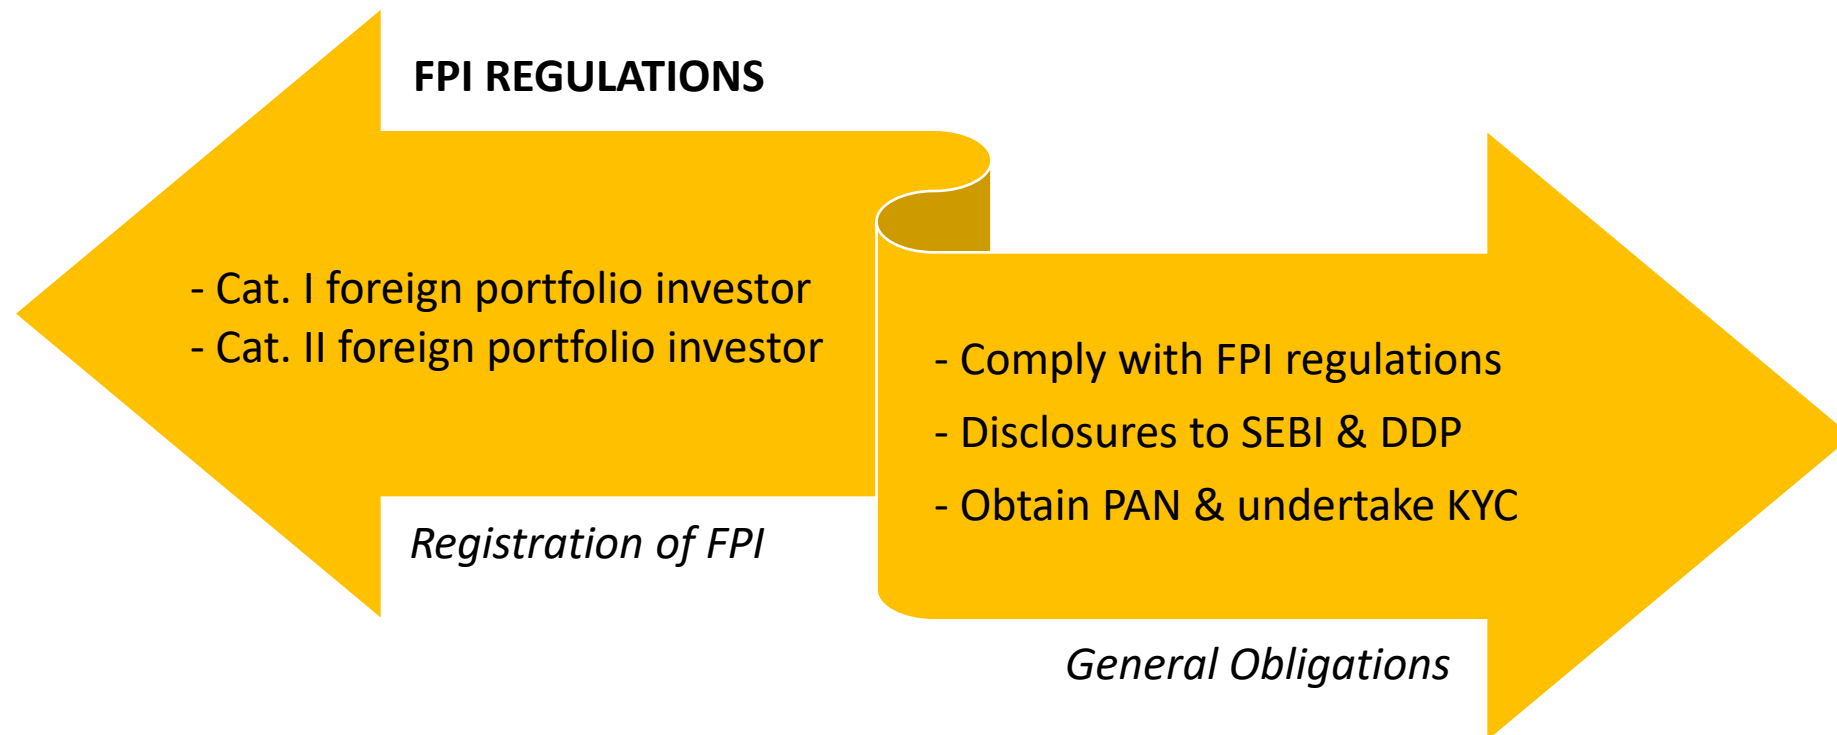 FPI REGULATIONS
- Cat. I foreign portfolio investor
- Cat. II foreign portfolio investor
Registration of FPI
- Comply with FPI regulations
- Disclosures to SEBI & DDP
- Obtain PAN & undertake KYC
General Obligations